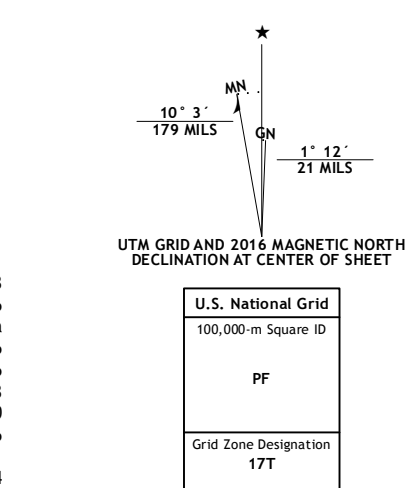 ★
MN
GN
10° 3´
179 MILS
1° 12´
21 MILS
UTM GRID AND 2016 MAGNETIC NORTH
DECLINATION AT CENTER OF SHEET
U.S. National Grid
100,000-m Square ID
PF
Grid Zone Designation
17T